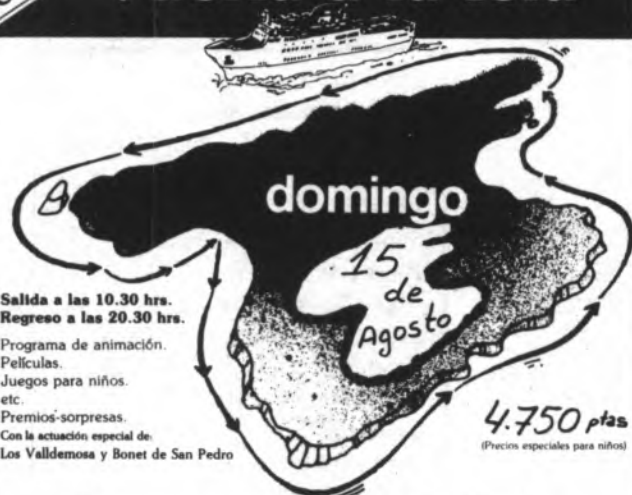 domingo
15
de
Agosto
Salida a las 10.30 hrs.
Regreso a las 20.30 hrs.
Programa de animación.
Películas.
Juegos para niños.
etc.
Premios-sorpresas.
Con la actuación especial de:
Los Valldemosa y Bonet de San Pedro
4.750 ptas
(Precios especiales para niños)